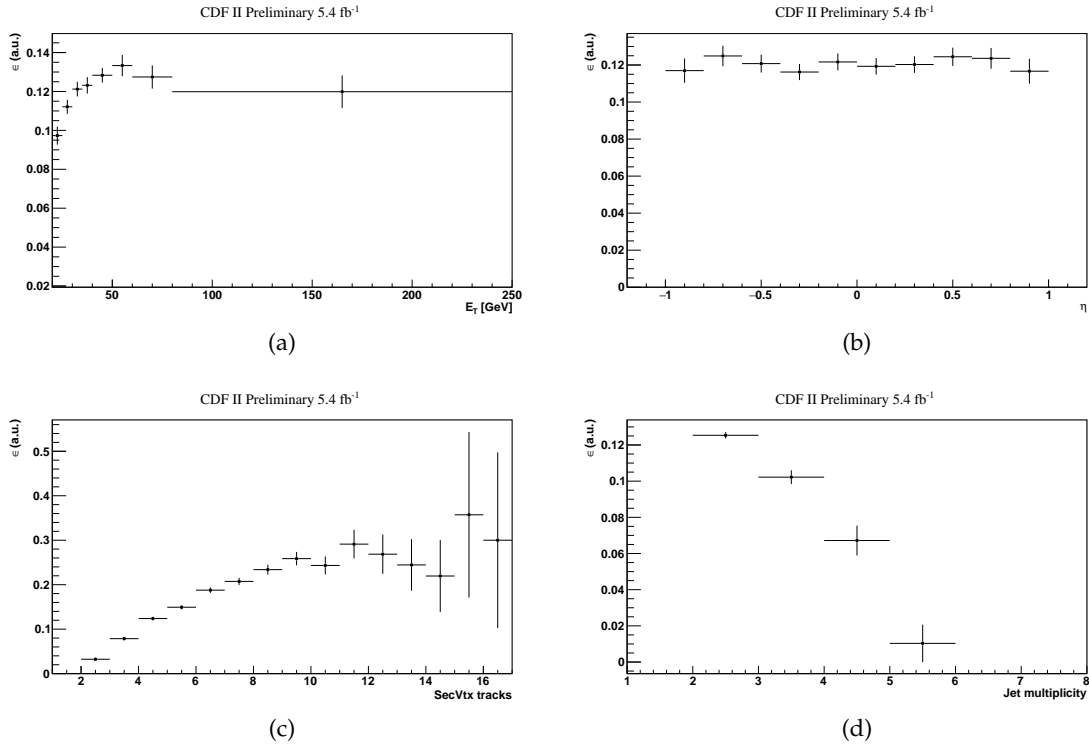 CDF II Preliminary 5.4 fb-1
CDF II Preliminary 5.4 fb-1
ϵ (a.u.)
0.14
0.12
0.1
0.08
0.06
0.04
0.02
50 100 150 200 250
E_T [GeV]
ϵ (a.u.)
0.12
0.1
0.08
0.06
0.04
0.02
0
−1 −0.5 0 0.5 1
η
(a)
(b)
CDF II Preliminary 5.4 fb-1
CDF II Preliminary 5.4 fb-1
ϵ (a.u.)
0.5
0.4
0.3
0.2
0.1
0
2 4 6 8 10 12 14 16
SecVtx tracks
ϵ (a.u.)
0.12
0.1
0.08
0.06
0.04
0.02
0
1 2 3 4 5 6 7 8
Jet multiplicity
(c)
(d)